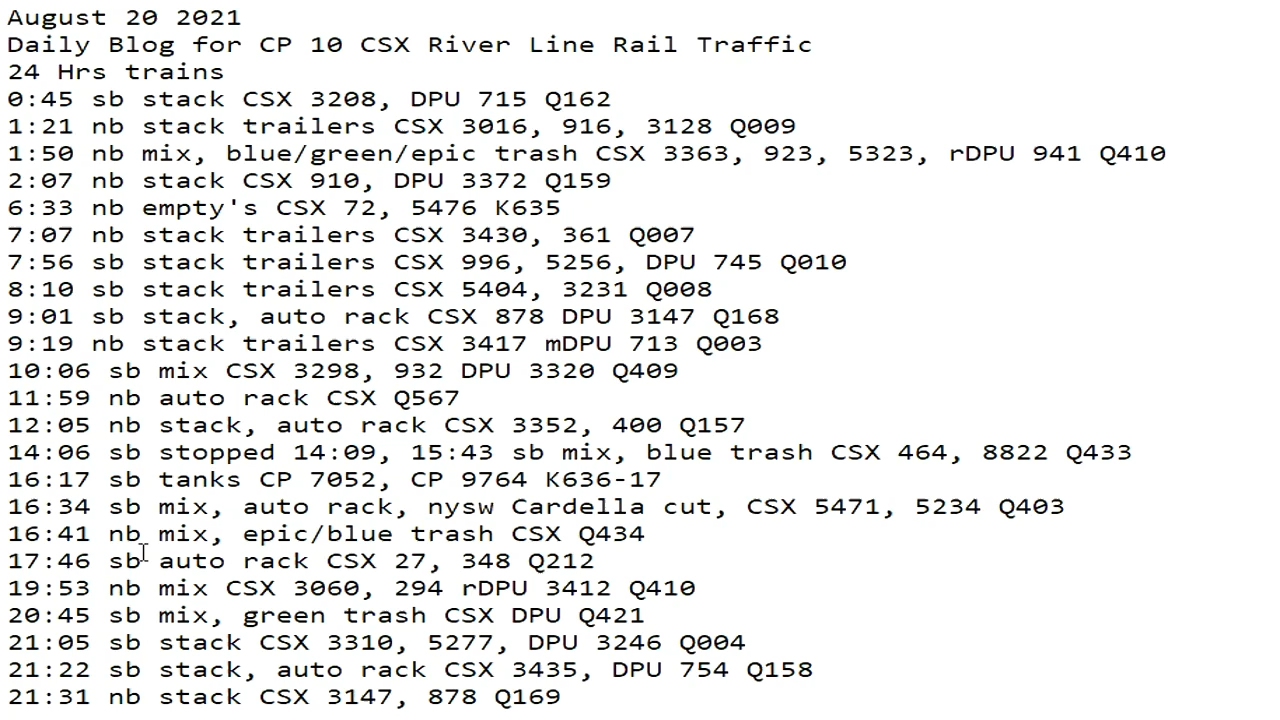 August 20 2021
Daily Blog for CP 10 CSX River Line Rail Traffic
24 Hrs trains
0:45 sb stack CSX 3208, DPU 715 Q162
1:21 nb stack trailers CSX 3016, 916, 3128 Q009
1:50 nb mix, blue/green/epic trash CSX 3363, 923, 5323, rDPU 941 Q410
2:07 nb stack CSX 910, DPU 3372 Q159
6:33 nb empty's CSX 72, 5476 K635
7:07 nb stack trailers CSX 3430, 361 Q007
7:56 sb stack trailers CSX 996, 5256, DPU 745 Q010
8:10 sb stack trailers CSX 5404, 3231 Q008
9:01 sb stack, auto rack CSX 878 DPU 3147 Q168
9:19 nb stack trailers CSX 3417 mDPU 713 Q003
10:06 sb mix CSX 3298, 932 DPU 3320 Q409
11:59 nb auto rack CSX Q567
12:05 nb stack, auto rack CSX 3352, 400 Q157
14:06 sb stopped 14:09, 15:43 sb mix, blue trash CSX 464, 8822 Q433
16:17 sb tanks CP 7052, CP 9764 K636-17
16:34 sb mix, auto rack, nysw Cardella cut, CSX 5471, 5234 Q403
16:41 nb mix, epic/blue trash CSX Q434
17:46 sb auto rack CSX 27, 348 Q212
19:53 nb mix CSX 3060, 294 rDPU 3412 Q410
20:45 sb mix, green trash CSX DPU Q421
21:05 sb stack CSX 3310, 5277, DPU 3246 Q004
21:22 sb stack, auto rack CSX 3435, DPU 754 Q158
21:31 nb stack CSX 3147, 878 Q169